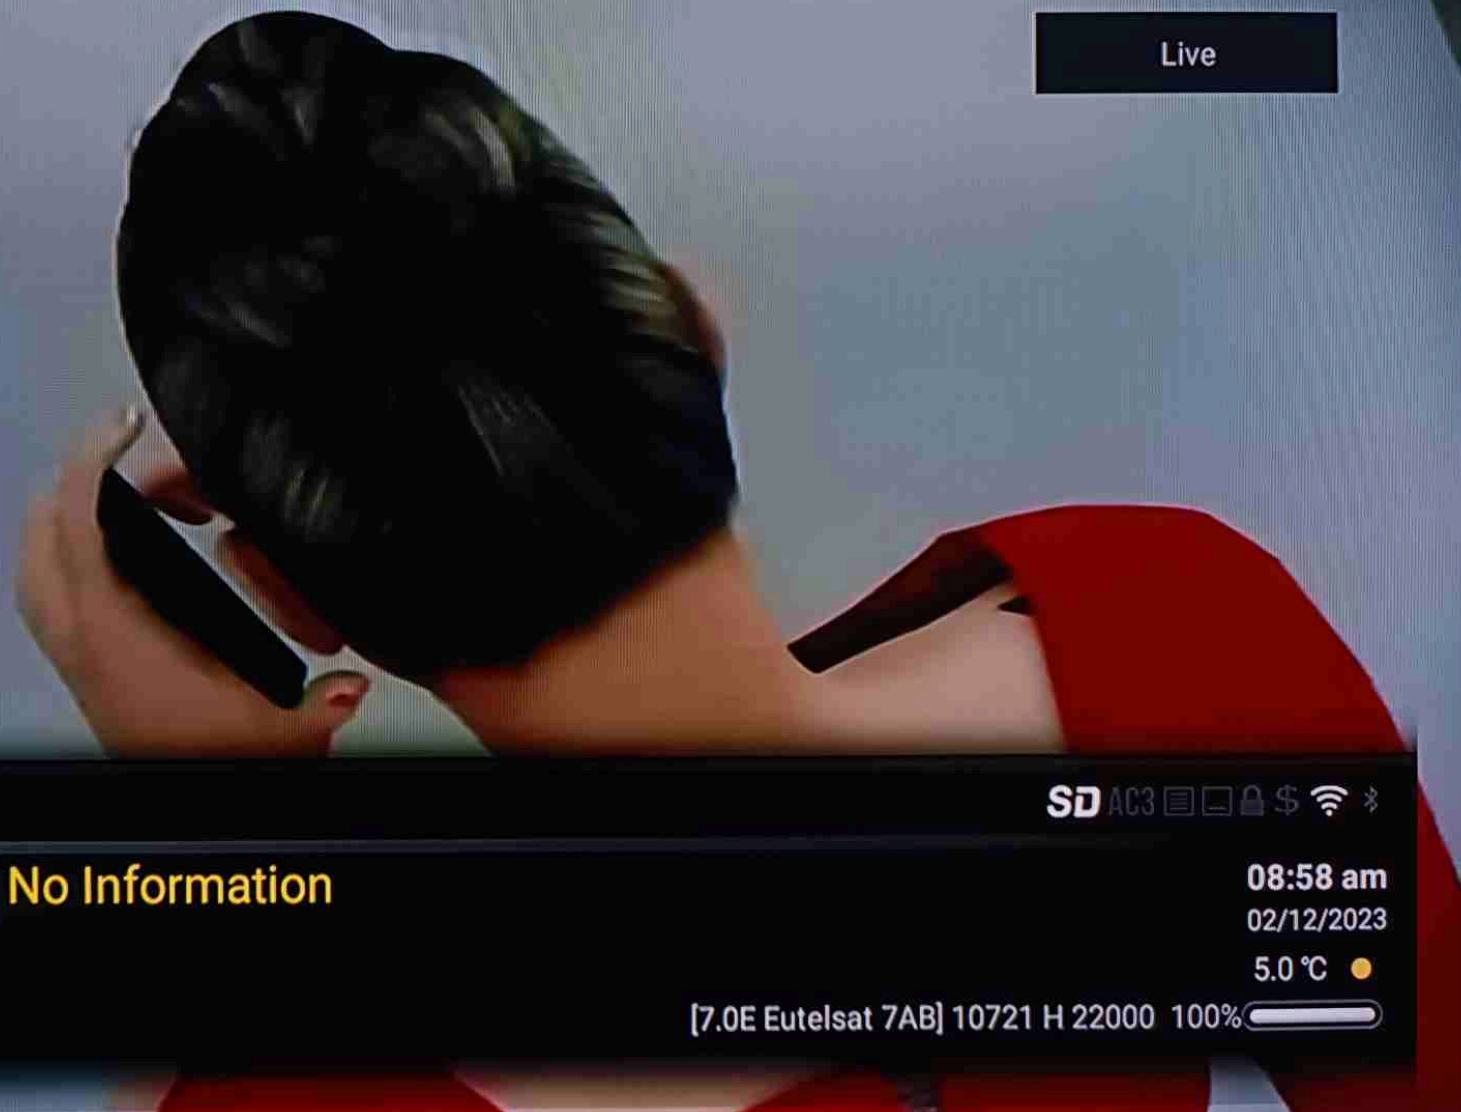 Live
SD AC3 $
No Information
08:58 am
02/12/2023
5.0 °C
[7.0E Eutelsat 7AB] 10721 H 22000 100%